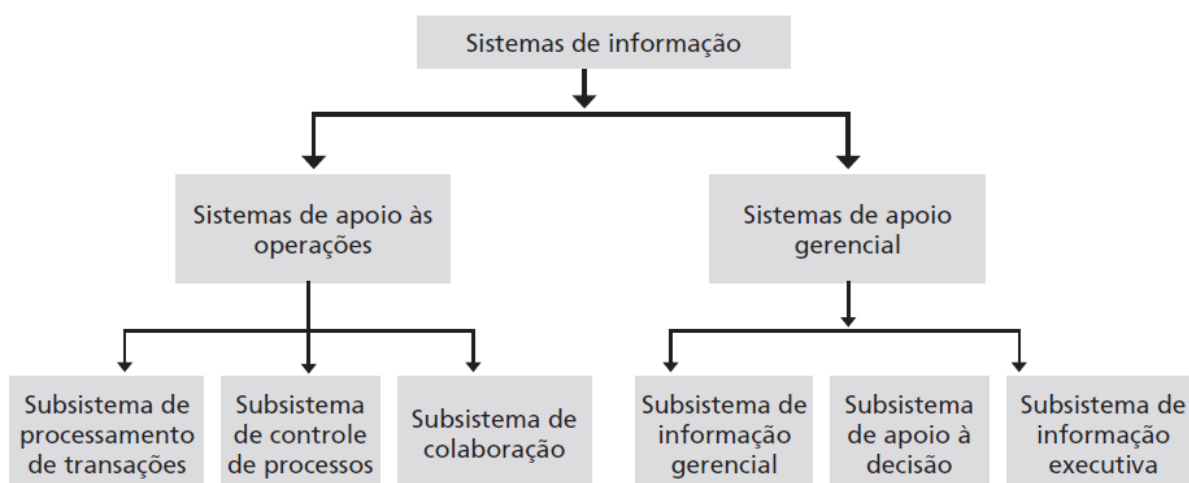 Sistemas de informação
Sistemas de apoio às
operações
Sistemas de apoio
gerencial
Subsistema de
processamento
de transações
Subsistema
de controle
de processos
Subsistema de
colaboração
Subsistema de
informação
gerencial
Subsistema
de apoio à
decisão
Subsistema de
informação
executiva